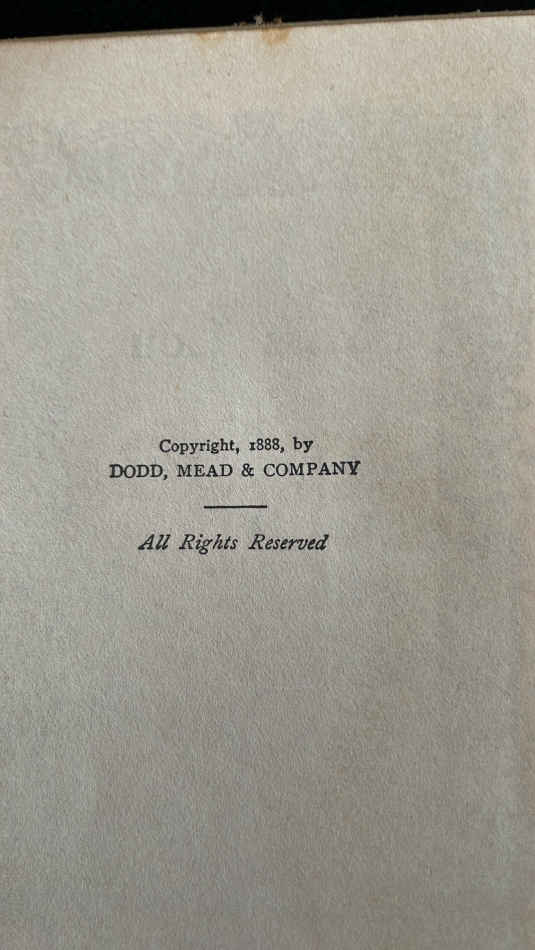 Copyright, 1888, by
DODD, MEAD & COMPANY
All Rights Reserved